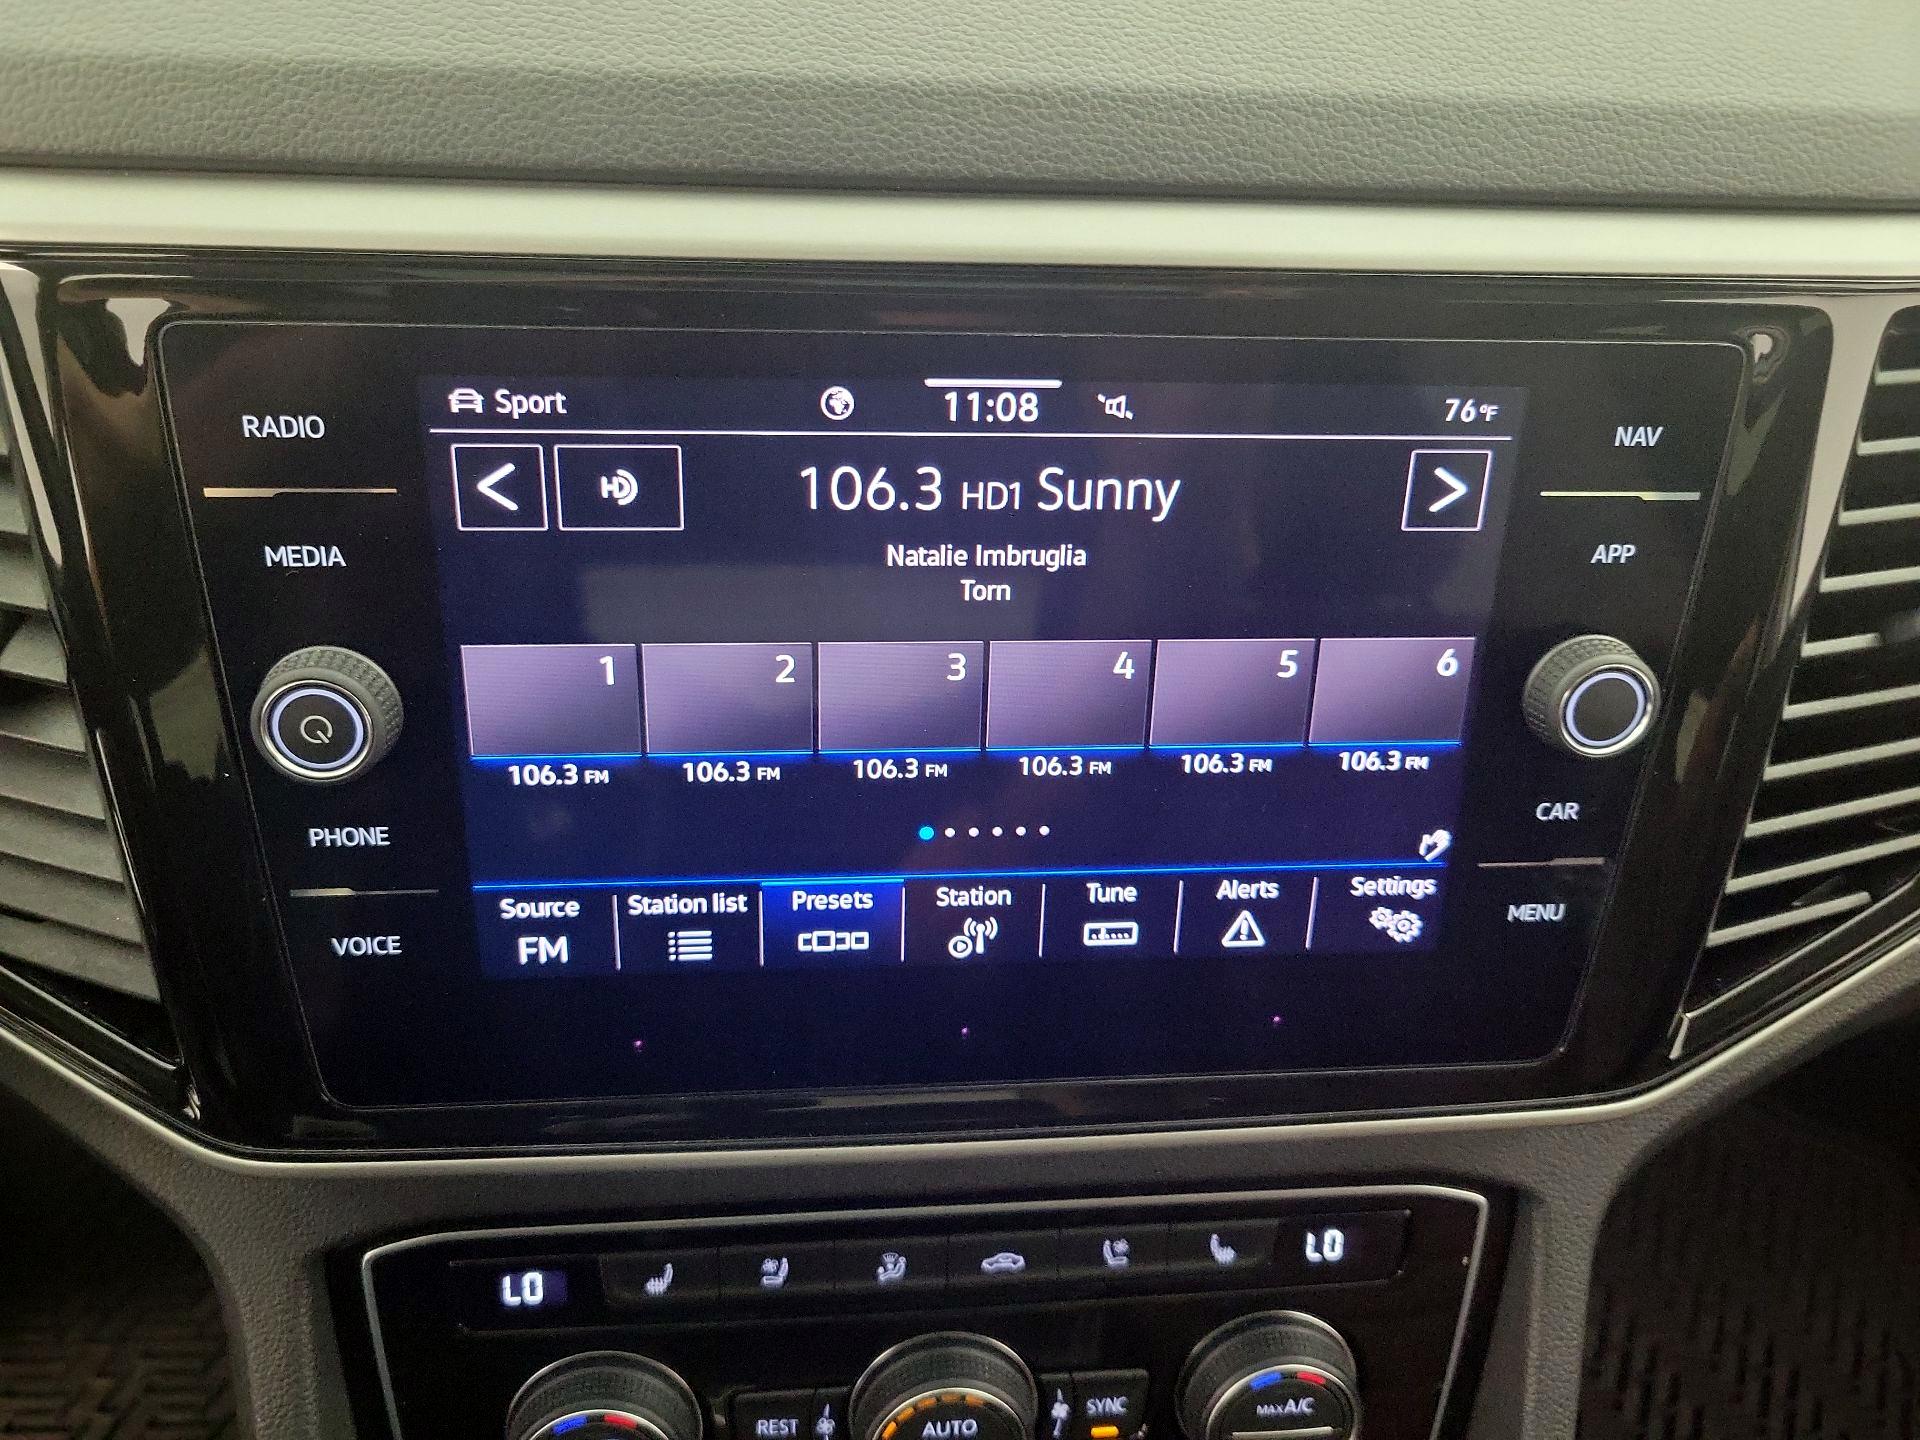 Sport 11:08 76°F
RADIO
NAV
HD 106.3 HD1 Sunny
MEDIA
APP
Natalie Imbruglia
Torn
1 2 3 4 5 6
106.3 FM 106.3 FM 106.3 FM 106.3 FM 106.3 FM 106.3 FM
PHONE
CAR
Source Station list Presets Station Tune Alerts Settings
FM
VOICE
MENU
LO LO
REST AUTO SYNC MAX A/C